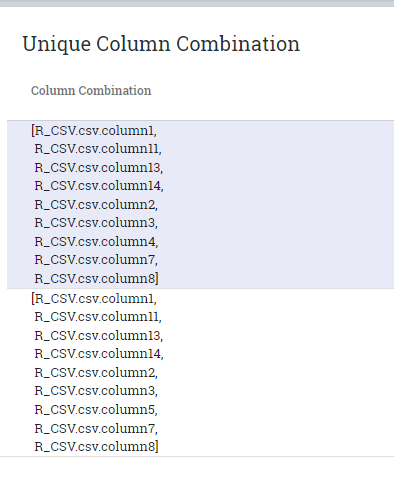 Unique Column Combination
Column Combination
[R_CSV.csv.column1,
R_CSV.csv.column11,
R_CSV.csv.column13,
R_CSV.csv.column14,
R_CSV.csv.column2,
R_CSV.csv.column3,
R_CSV.csv.column4,
R_CSV.csv.column7,
R_CSV.csv.column8]
[R_CSV.csv.column1,
R_CSV.csv.column11,
R_CSV.csv.column13,
R_CSV.csv.column14,
R_CSV.csv.column2,
R_CSV.csv.column3,
R_CSV.csv.column5,
R_CSV.csv.column7,
R_CSV.csv.column8]